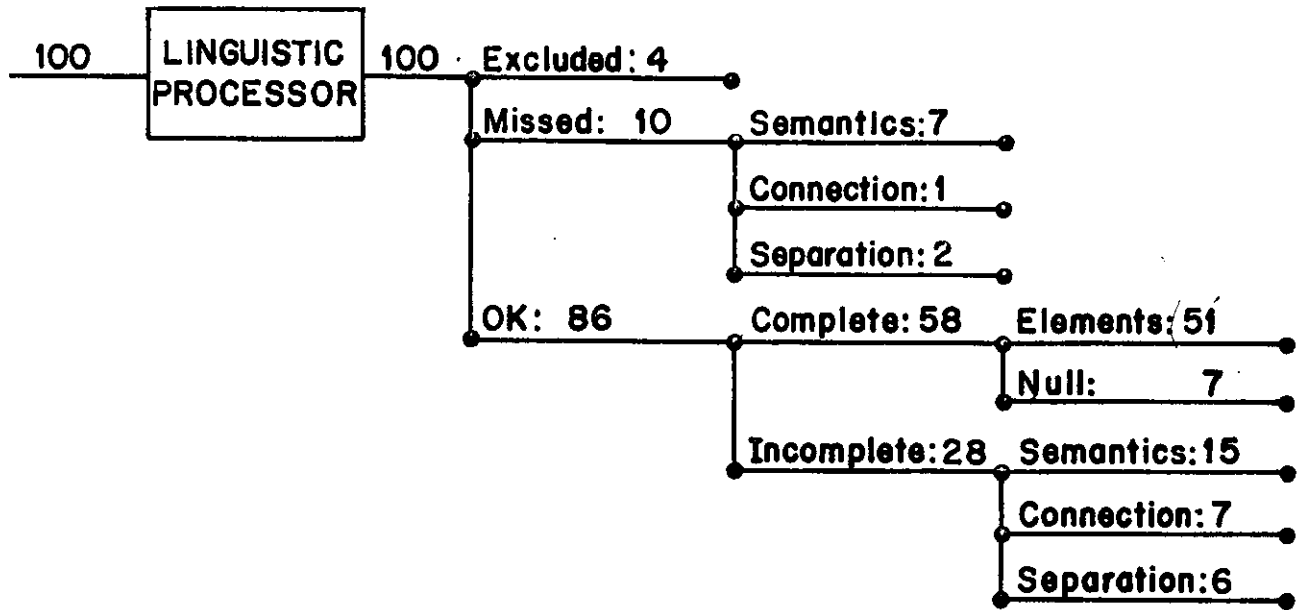 100
LINGUISTIC
PROCESSOR
100
Excluded: 4
Missed: 10
Semantics: 7
Connection: 1
Separation: 2
OK: 86
Complete: 58
Elements: 51
Null: 7
Incomplete: 28
Semantics: 15
Connection: 7
Separation: 6